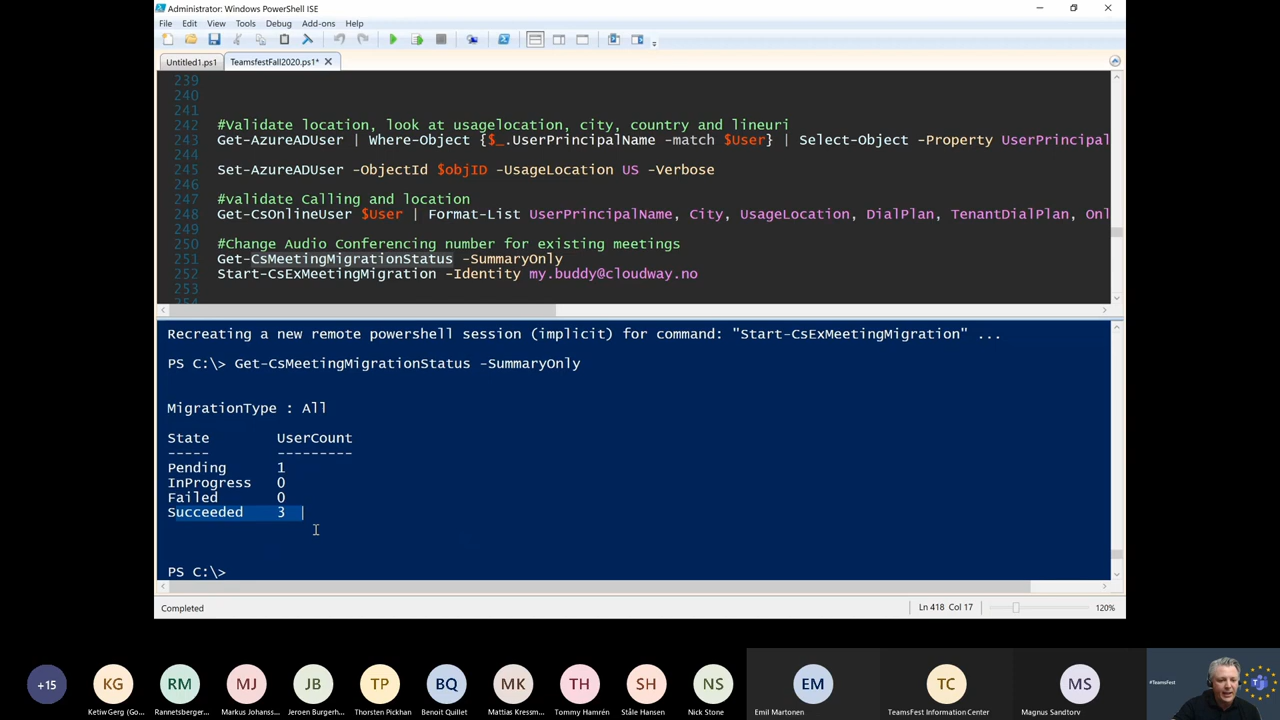 Administrator: Windows PowerShell ISE
File Edit View Tools Debug Add-ons Help
Untitled1.ps1 TeamsfestFall2020.ps1*
239
240
241
242 #Validate location, look at usagelocation, city, country and lineuri
243 Get-AzureADUser | Where-Object {$_.UserPrincipalName -match $User} | Select-Object -Property UserPrincipal
244
245 Set-AzureADUser -ObjectId $objID -UsageLocation US -Verbose
246
247 #validate Calling and location
248 Get-CsOnlineUser $User | Format-List UserPrincipalName, City, UsageLocation, DialPlan, TenantDialPlan, Onl
249
250 #Change Audio Conferencing number for existing meetings
251 Get-CsMeetingMigrationStatus -SummaryOnly
252 Start-CsExMeetingMigration -Identity my.buddy@cloudway.no
253
254
Recreating a new remote powershell session (implicit) for command: "Start-CsExMeetingMigration" ...
PS C:\> Get-CsMeetingMigrationStatus -SummaryOnly
MigrationType : All
State UserCount
----- ---------
Pending 1
InProgress 0
Failed 0
Succeeded 3
PS C:\>
Completed Ln 418 Col 17 120%
+15 KG RM MJ JB TP BQ MK TH SH NS EM TC MS
Ketiw Gerg (Go... Rannetsberger... Markus Johanss... Jeroen Burgerh... Thorsten Pickhan Benoit Quillet Mattias Kressm... Tommy Hamrén Ståle Hansen Nick Stone Emil Martonen TeamsFest Information Center Magnus Sandtorv
#TeamsFest